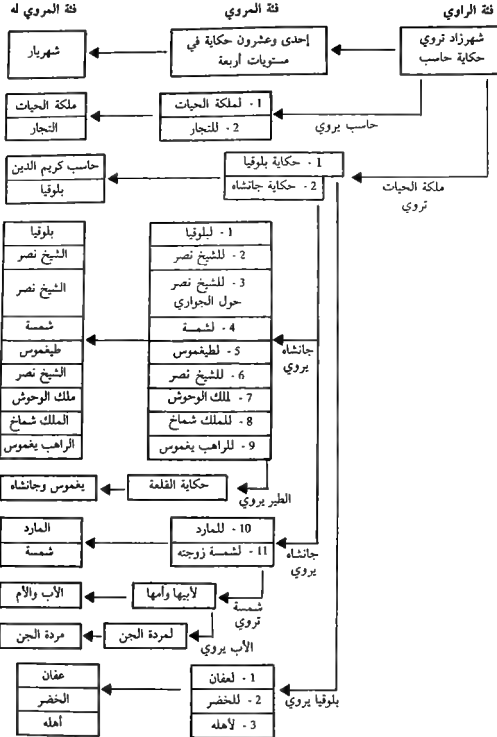 فئة الراوي
فئة المروي
فئة المروي له
شهرزاد تروي
حكاية حاسب
إحدى وعشرون حكاية في
مستويات أربعة
شهريار
حاسب يروي
1 - لملكة الحيات
2 - للتجار
ملكة الحيات
التجار
ملكة الحيات
تروي
1 - حكاية بلوقيا
2 - حكاية جانشاه
حاسب كريم الدين
بلوقيا
جانشاه
يروي
1 - لبلوقيا
2 - للشيخ نصر
3 - للشيخ نصر
حول الجواري
4 - لشمسة
5 - لطيغموس
6 - للشيخ نصر
7 - لملك الوحوش
8 - للملك شماخ
9 - للراهب يغموس
بلوقيا
الشيخ نصر
الشيخ نصر
شمسة
طيغموس
الشيخ نصر
ملك الوحوش
الملك شماخ
الراهب يغموس
الطير يروي
حكاية القلعة
يغموس وجانشاه
جانشاه
يروي
10 - للمارد
11 - لشمسة زوجته
المارد
شمسة
شمسة
تروي
لأبيها وأمها
الأب والأم
الأب يروي
لمردة الجن
مردة الجن
بلوقيا يروي
1 - لعفان
2 - للخضر
3 - لأهله
عفان
الخضر
أهله